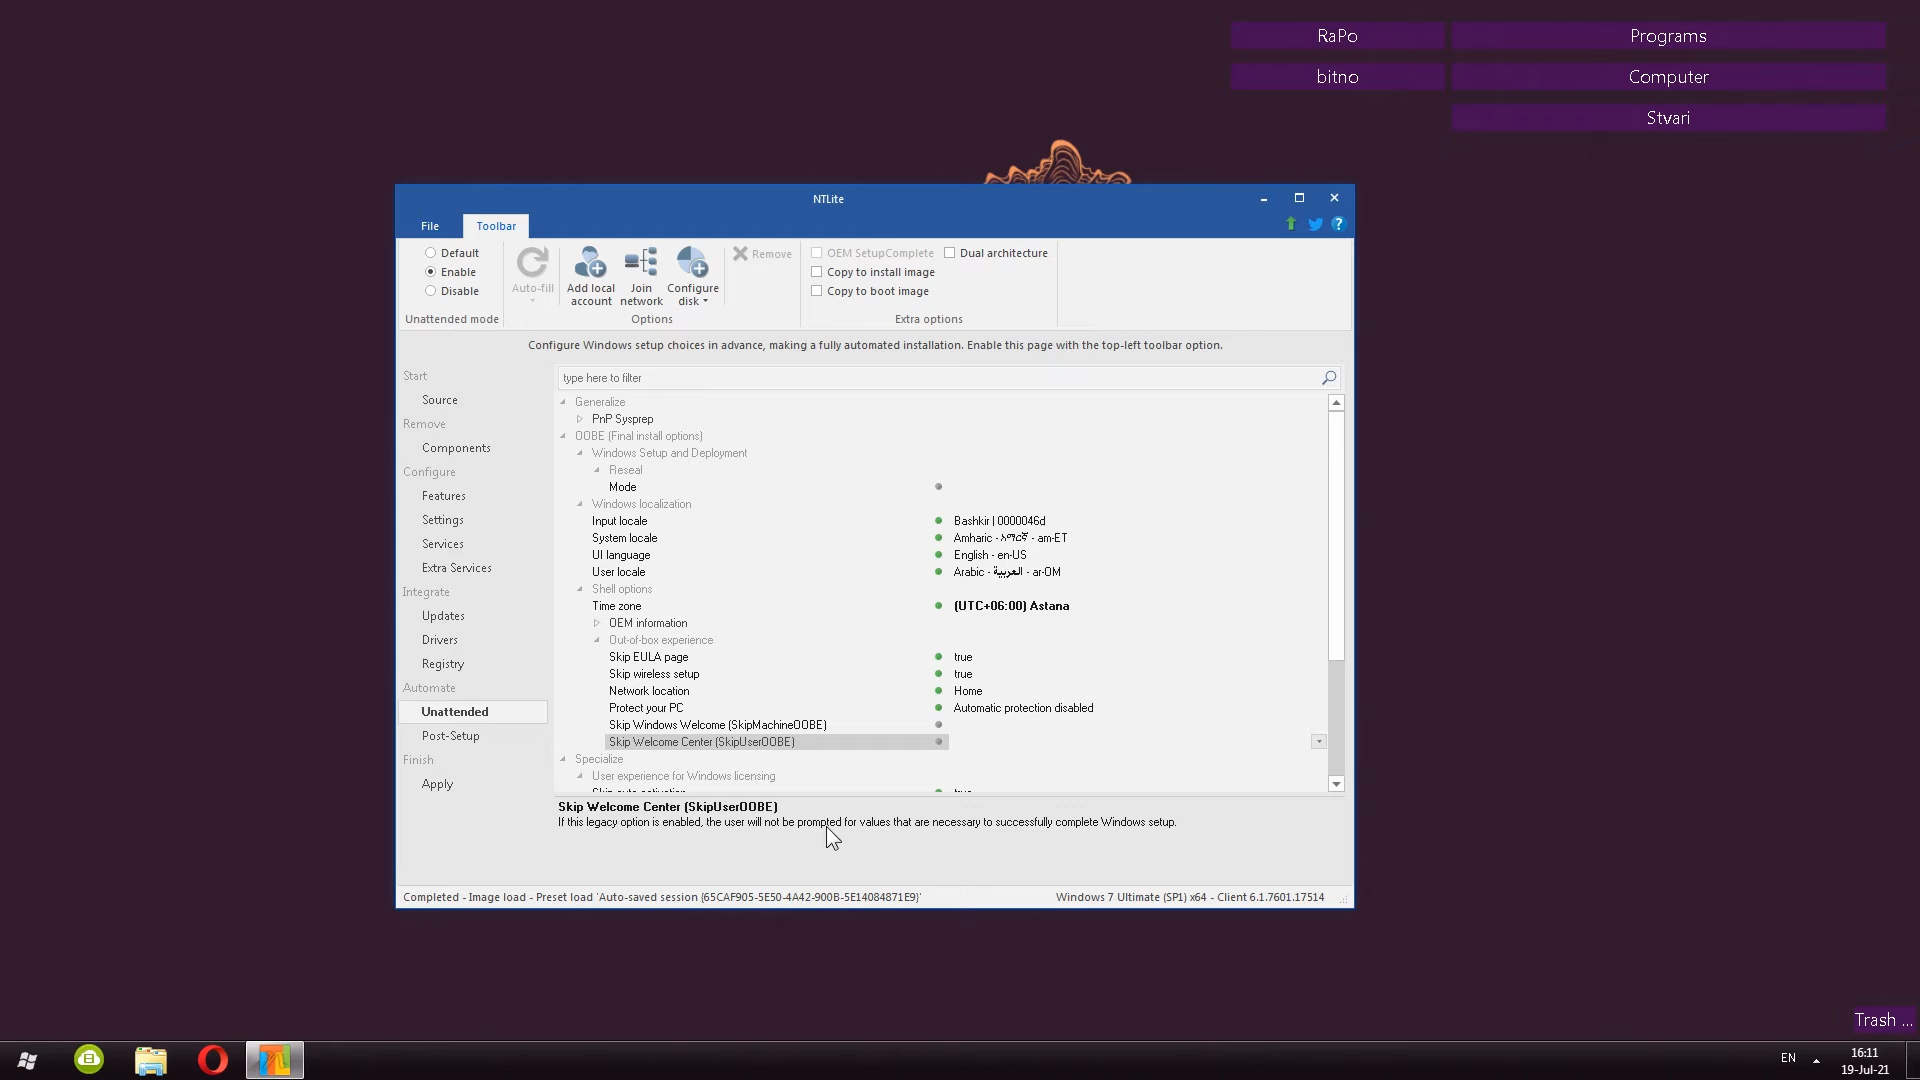 RaPo
Programs
bitno
Computer
Stvari
NTLite
File
Toolbar
Default
Enable
Disable
Unattended mode
Auto-fill
Add local account
Join network
Configure disk
Remove
Options
OEM SetupComplete
Dual architecture
Copy to install image
Copy to boot image
Extra options
Configure Windows setup choices in advance, making a fully automated installation. Enable this page with the top-left toolbar option.
Start
Source
Remove
Components
Configure
Features
Settings
Services
Extra Services
Integrate
Updates
Drivers
Registry
Automate
Unattended
Post-Setup
Finish
Apply
type here to filter
Generalize
PnP Sysprep
OOBE (Final install options)
Windows Setup and Deployment
Reseal
Mode
Windows localization
Input locale Bashkir | 0000046d
System locale Amharic - አማርኛ - am-ET
UI language English - en-US
User locale Arabic - العربية - ar-OM
Shell options
Time zone (UTC+06:00) Astana
OEM information
Out-of-box experience
Skip EULA page true
Skip wireless setup true
Network location Home
Protect your PC Automatic protection disabled
Skip Windows Welcome (SkipMachineOOBE)
Skip Welcome Center (SkipUserOOBE)
Specialize
User experience for Windows licensing
Skip auto activation true
Skip Welcome Center (SkipUserOOBE)
If this legacy option is enabled, the user will not be prompted for values that are necessary to successfully complete Windows setup.
Completed - Image load - Preset load 'Auto-saved session {65CAF905-5E50-4A42-900B-5E14084871E9}'
Windows 7 Ultimate (SP1) x64 - Client 6.1.7601.17514
Trash ...
EN
16:11
19-Jul-21